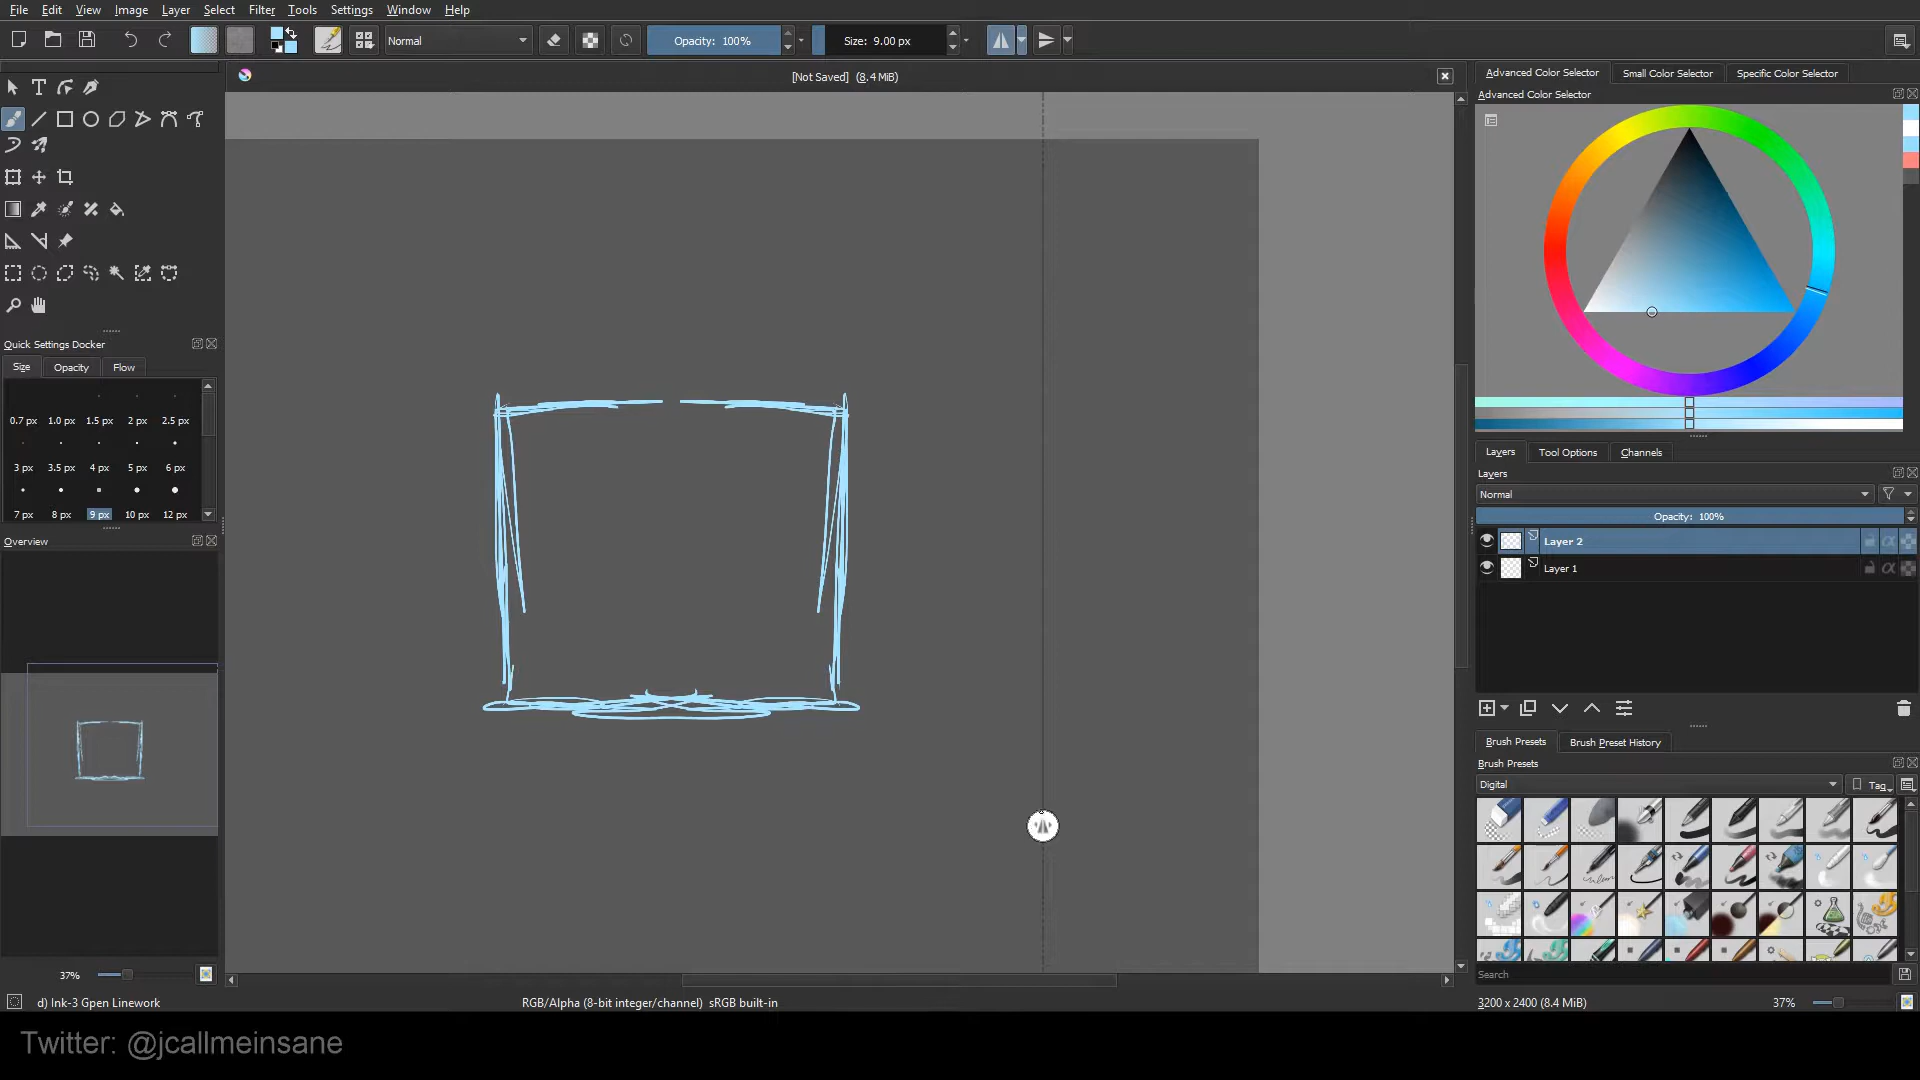 File Edit View Image Layer Select Filter Tools Settings Window Help
Normal
Opacity: 100%
Size: 9.00 px
[Not Saved] (8.4 MiB)
Advanced Color Selector
Small Color Selector
Specific Color Selector
Advanced Color Selector
Quick Settings Docker
Size Opacity Flow
0.7 px 1.0 px 1.5 px 2 px 2.5 px
3 px 3.5 px 4 px 5 px 6 px
7 px 8 px 9 px 10 px 12 px
Overview
37%
Layers Tool Options Channels
Layers
Normal
Opacity: 100%
Layer 2
Layer 1
Brush Presets Brush Preset History
Brush Presets
Digital
Tag
Search
d) Ink-3 Gpen Linework
RGB/Alpha (8-bit integer/channel) sRGB built-in
3200 x 2400 (8.4 MiB)
37%
Twitter: @jcallmeinsane